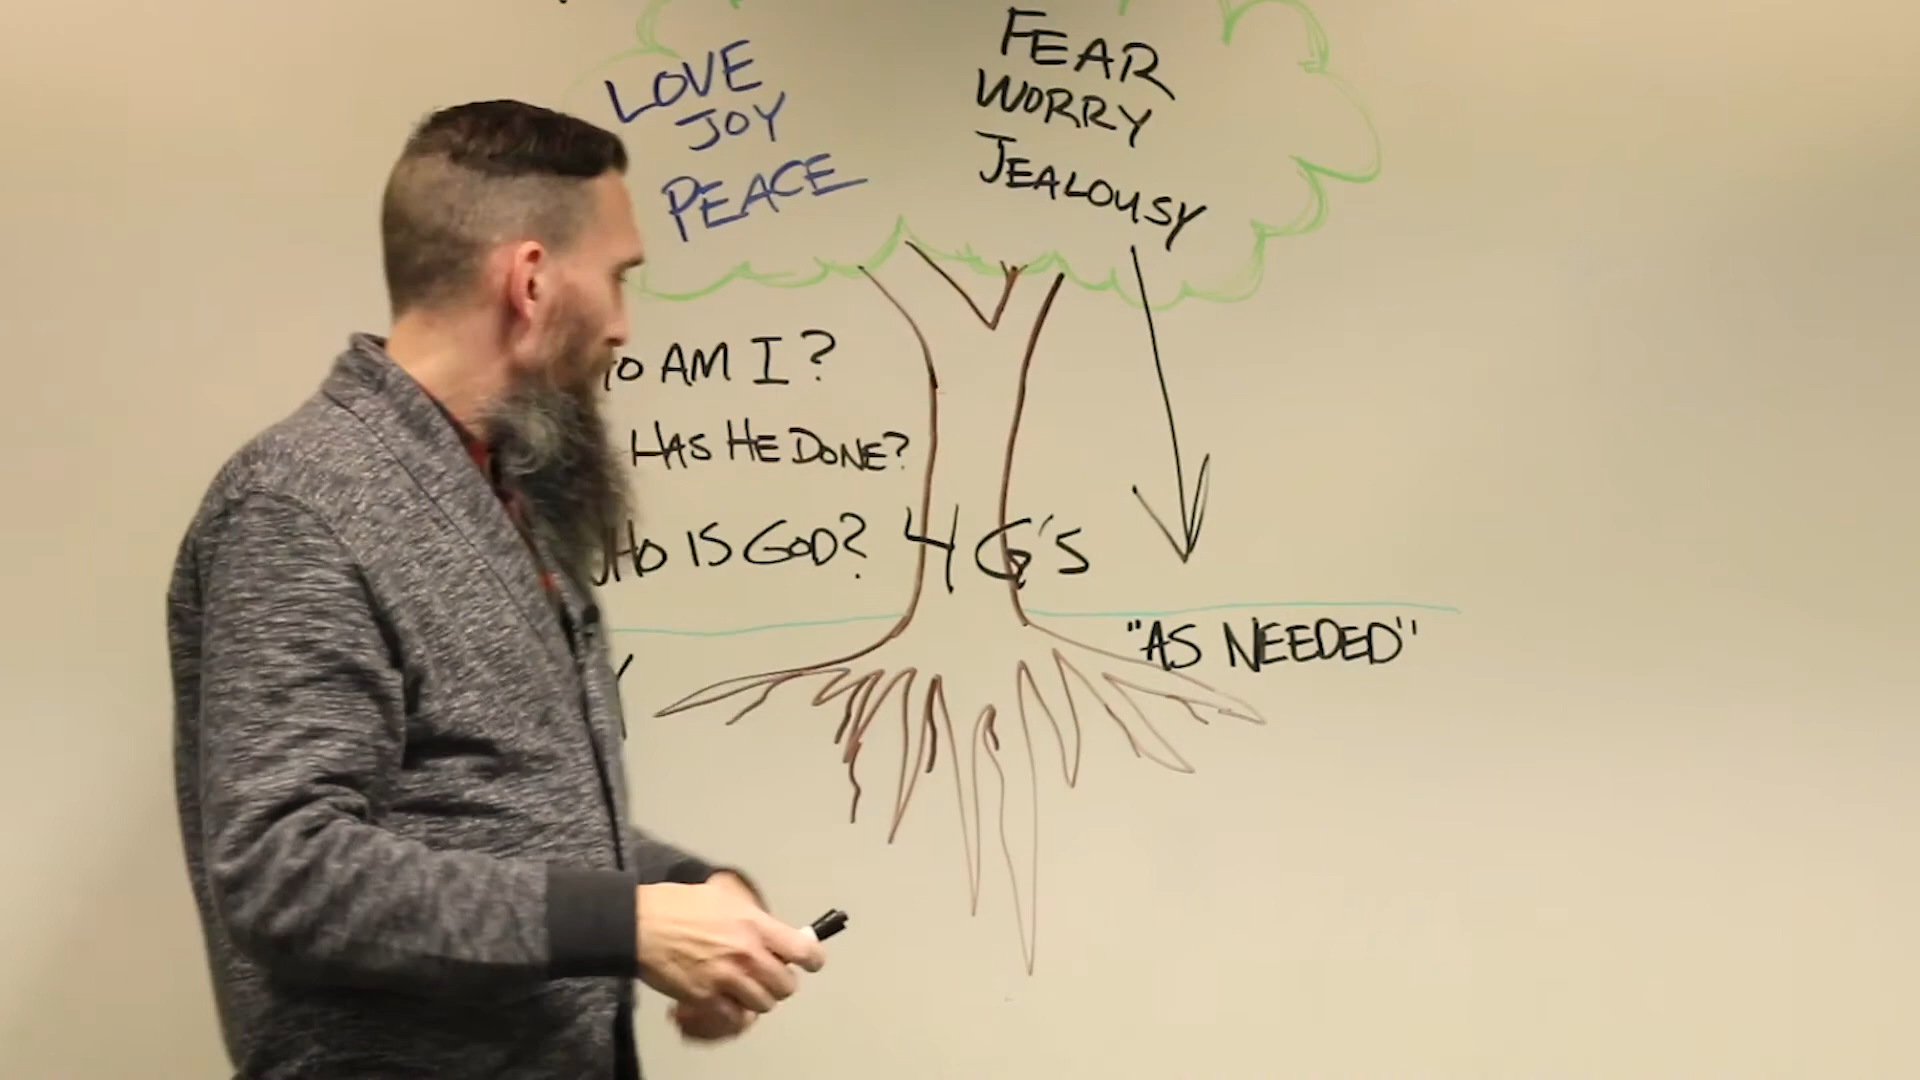 LOVE
JOY
PEACE
FEAR
WORRY
JEALOUSY
AM I?
HAS HE DONE?
IS GOD?
4 G'S
"AS NEEDED"